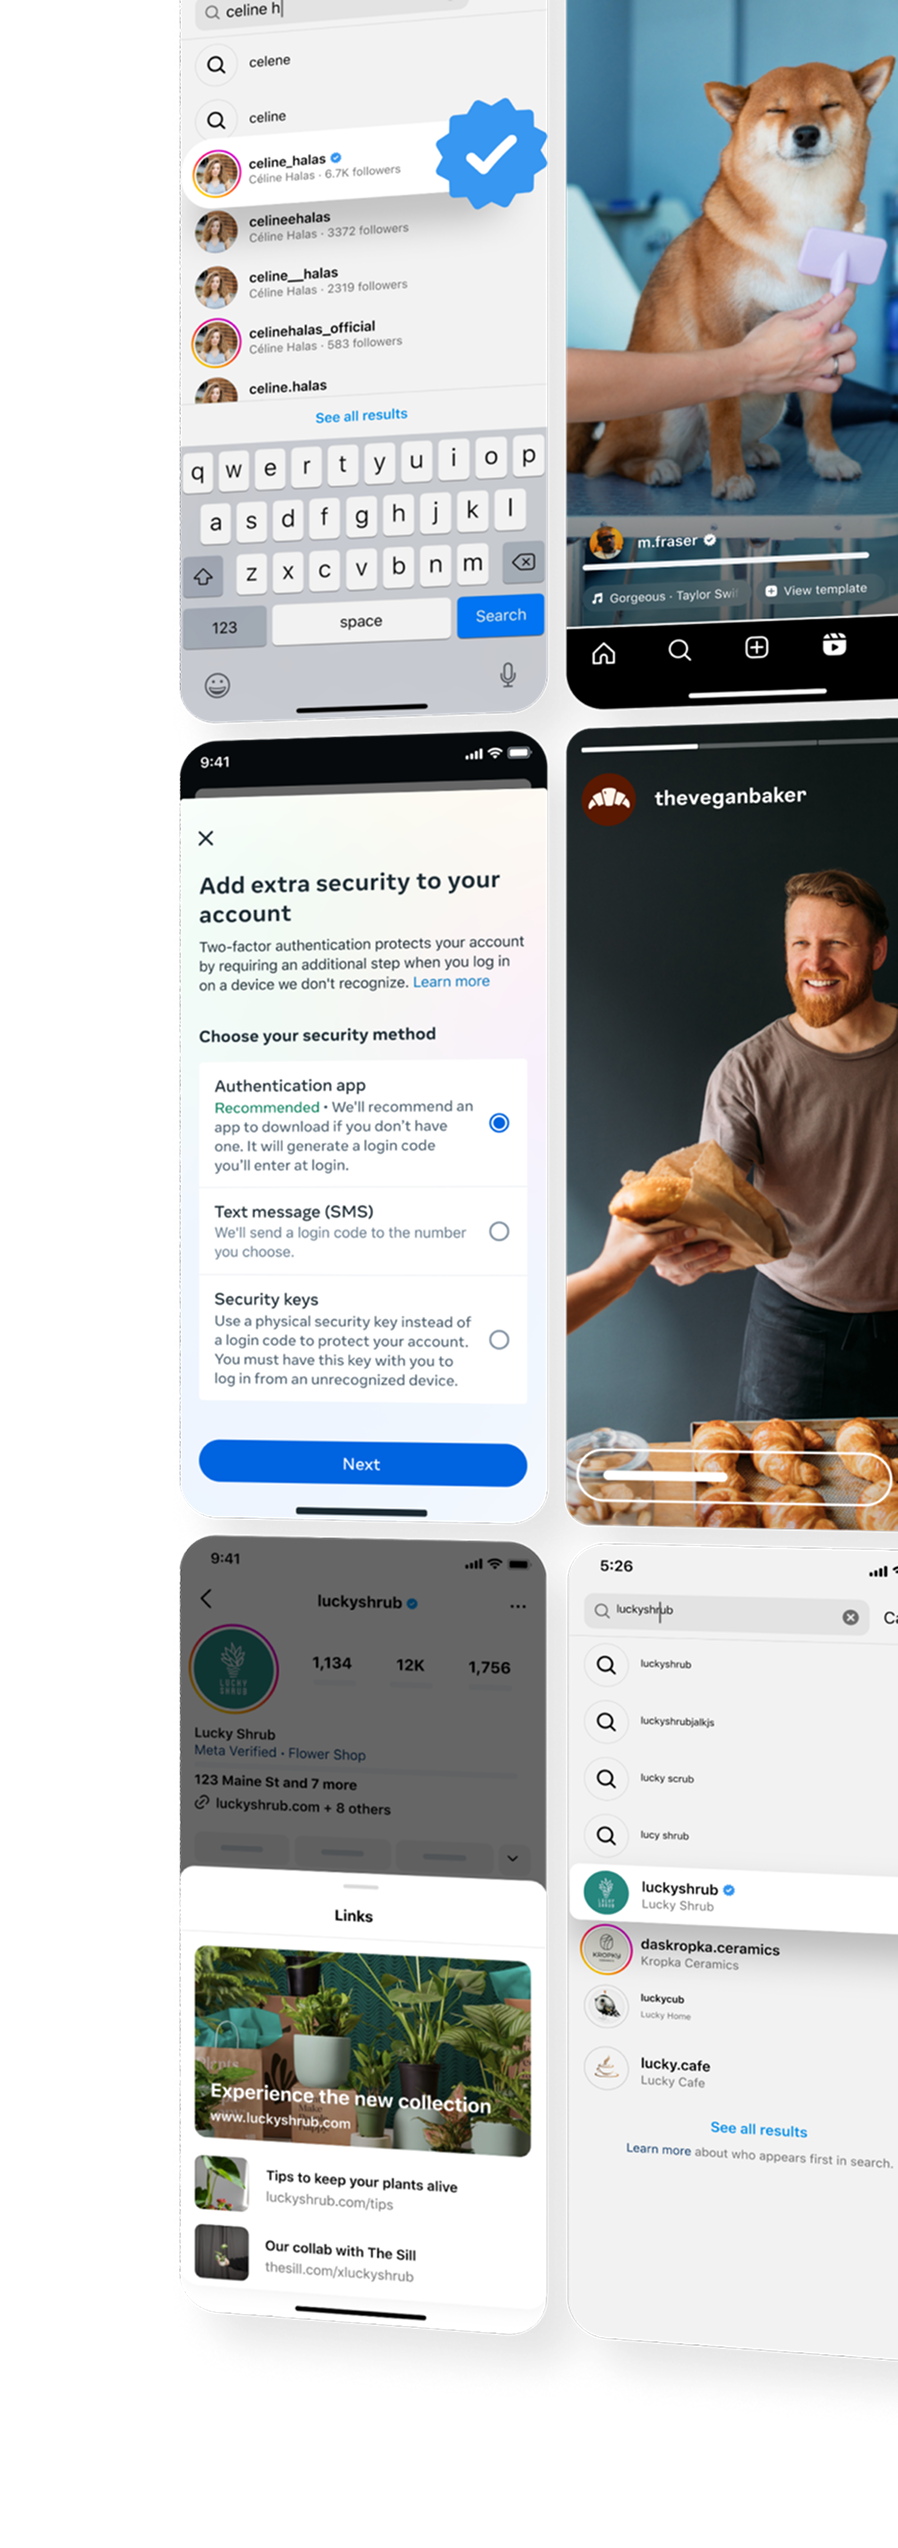 celine h
celene
celine
celine_halas
Céline Halas · 6.7K followers
celineehalas
Céline Halas · 3372 followers
celine__halas
Céline Halas · 2319 followers
celinehalas_official
Céline Halas · 583 followers
celine.halas
See all results
q w e r t y u i o p
a s d f g h j k l
z x c v b n m
123 space Search
m.fraser
Gorgeous · Taylor Swi
View template
9:41
Add extra security to your
account
Two-factor authentication protects your account
by requiring an additional step when you log in
on a device we don't recognize. Learn more
Choose your security method
Authentication app
Recommended • We'll recommend an
app to download if you don't have
one. It will generate a login code
you'll enter at login.
Text message (SMS)
We'll send a login code to the number
you choose.
Security keys
Use a physical security key instead of
a login code to protect your account.
You must have this key with you to
log in from an unrecognized device.
Next
theveganbaker
9:41
luckyshrub
LUCKY
SHRUB
1,134 12K 1,756
Lucky Shrub
Meta Verified • Flower Shop
123 Maine St and 7 more
luckyshrub.com + 8 others
Links
Experience the new collection
www.luckyshrub.com
Tips to keep your plants alive
luckyshrub.com/tips
Our collab with The Sill
thesill.com/xluckyshrub
5:26
luckyshrub
Ca
luckyshrub
luckyshrubjalkjs
lucky scrub
lucy shrub
luckyshrub
Lucky Shrub
KROPKY
daskropka.ceramics
Kropka Ceramics
luckycub
Lucky Home
lucky.cafe
Lucky Cafe
See all results
Learn more about who appears first in search.